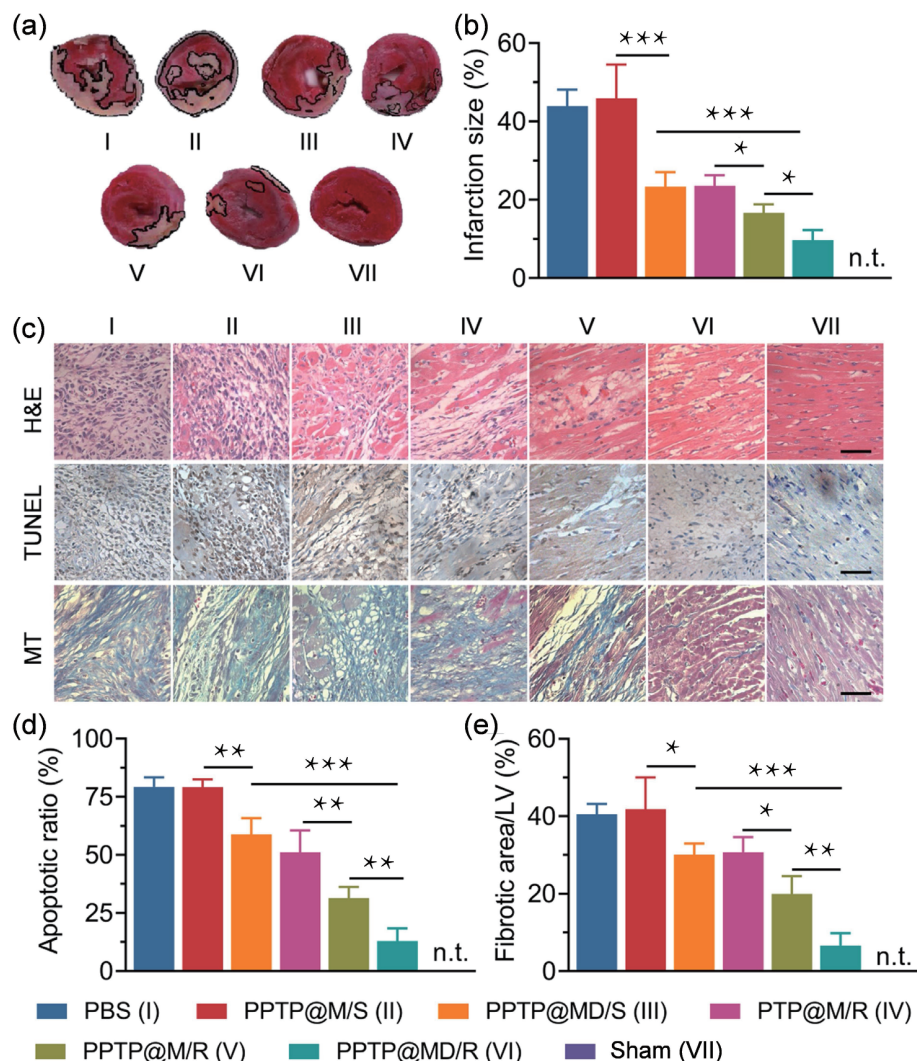 (a)
I II III IV
V VI VII
(b)
Infarction size (%)
60
40
20
0
***
***
*
*
n.t.
(c)
I II III IV V VI VII
H&E
TUNEL
MT
(d)
Apoptotic ratio (%)
100
75
50
25
0
**
***
**
**
n.t.
(e)
Fibrotic area/LV (%)
60
40
20
0
*
***
*
**
n.t.
PBS (I) PPTP@M/S (II) PPTP@MD/S (III) PTP@M/R (IV)
PPTP@M/R (V) PPTP@MD/R (VI) Sham (VII)